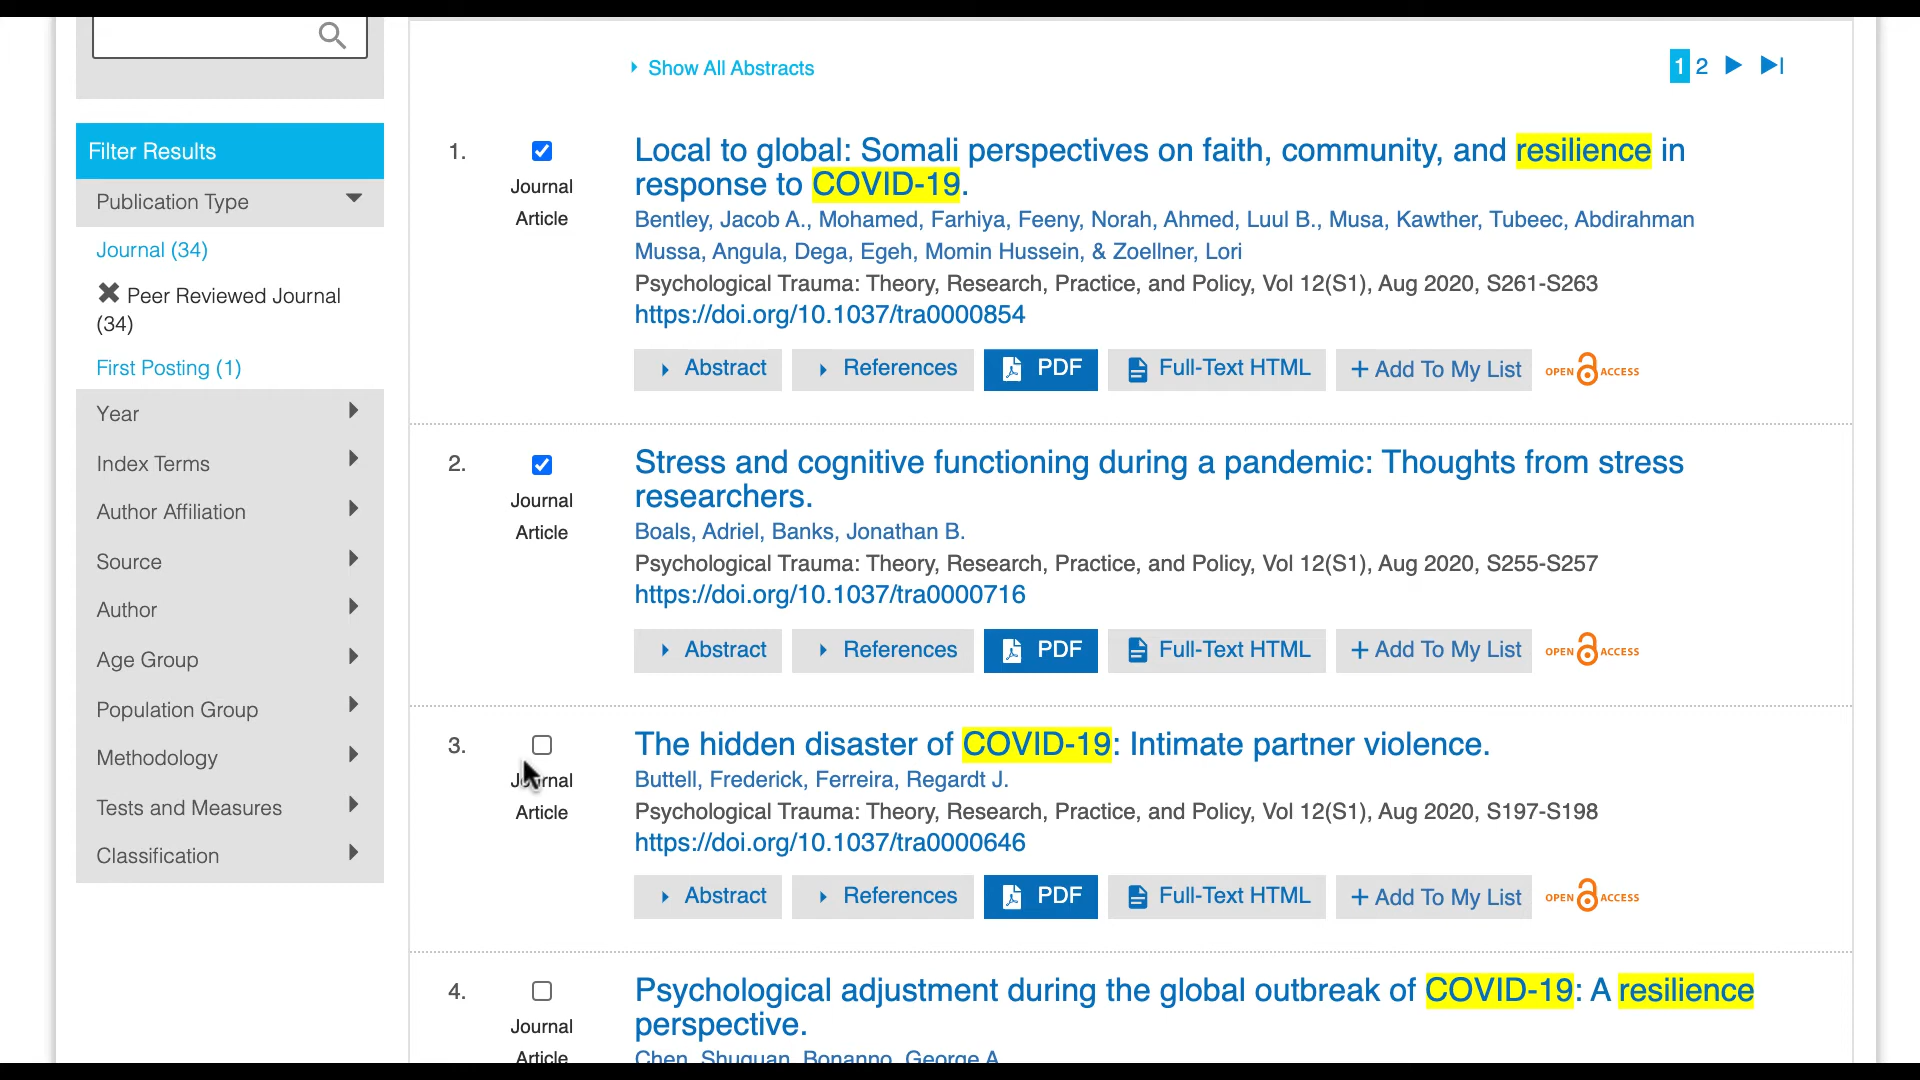 Show All Abstracts
1 2
Filter Results
Publication Type
Journal (34)
Peer Reviewed Journal
(34)
First Posting (1)
Year
Index Terms
Author Affiliation
Source
Author
Age Group
Population Group
Methodology
Tests and Measures
Classification
1.
Journal
Article
Local to global: Somali perspectives on faith, community, and resilience in
response to COVID-19.
Bentley, Jacob A., Mohamed, Farhiya, Feeny, Norah, Ahmed, Luul B., Musa, Kawther, Tubeec, Abdirahman
Mussa, Angula, Dega, Egeh, Momin Hussein, & Zoellner, Lori
Psychological Trauma: Theory, Research, Practice, and Policy, Vol 12(S1), Aug 2020, S261-S263
https://doi.org/10.1037/tra0000854
Abstract References PDF Full-Text HTML + Add To My List OPEN ACCESS
2.
Journal
Article
Stress and cognitive functioning during a pandemic: Thoughts from stress
researchers.
Boals, Adriel, Banks, Jonathan B.
Psychological Trauma: Theory, Research, Practice, and Policy, Vol 12(S1), Aug 2020, S255-S257
https://doi.org/10.1037/tra0000716
Abstract References PDF Full-Text HTML + Add To My List OPEN ACCESS
3.
Journal
Article
The hidden disaster of COVID-19: Intimate partner violence.
Buttell, Frederick, Ferreira, Regardt J.
Psychological Trauma: Theory, Research, Practice, and Policy, Vol 12(S1), Aug 2020, S197-S198
https://doi.org/10.1037/tra0000646
Abstract References PDF Full-Text HTML + Add To My List OPEN ACCESS
4.
Journal
Article
Psychological adjustment during the global outbreak of COVID-19: A resilience
perspective.
Chen, Shuquan, Bonanno, George A.